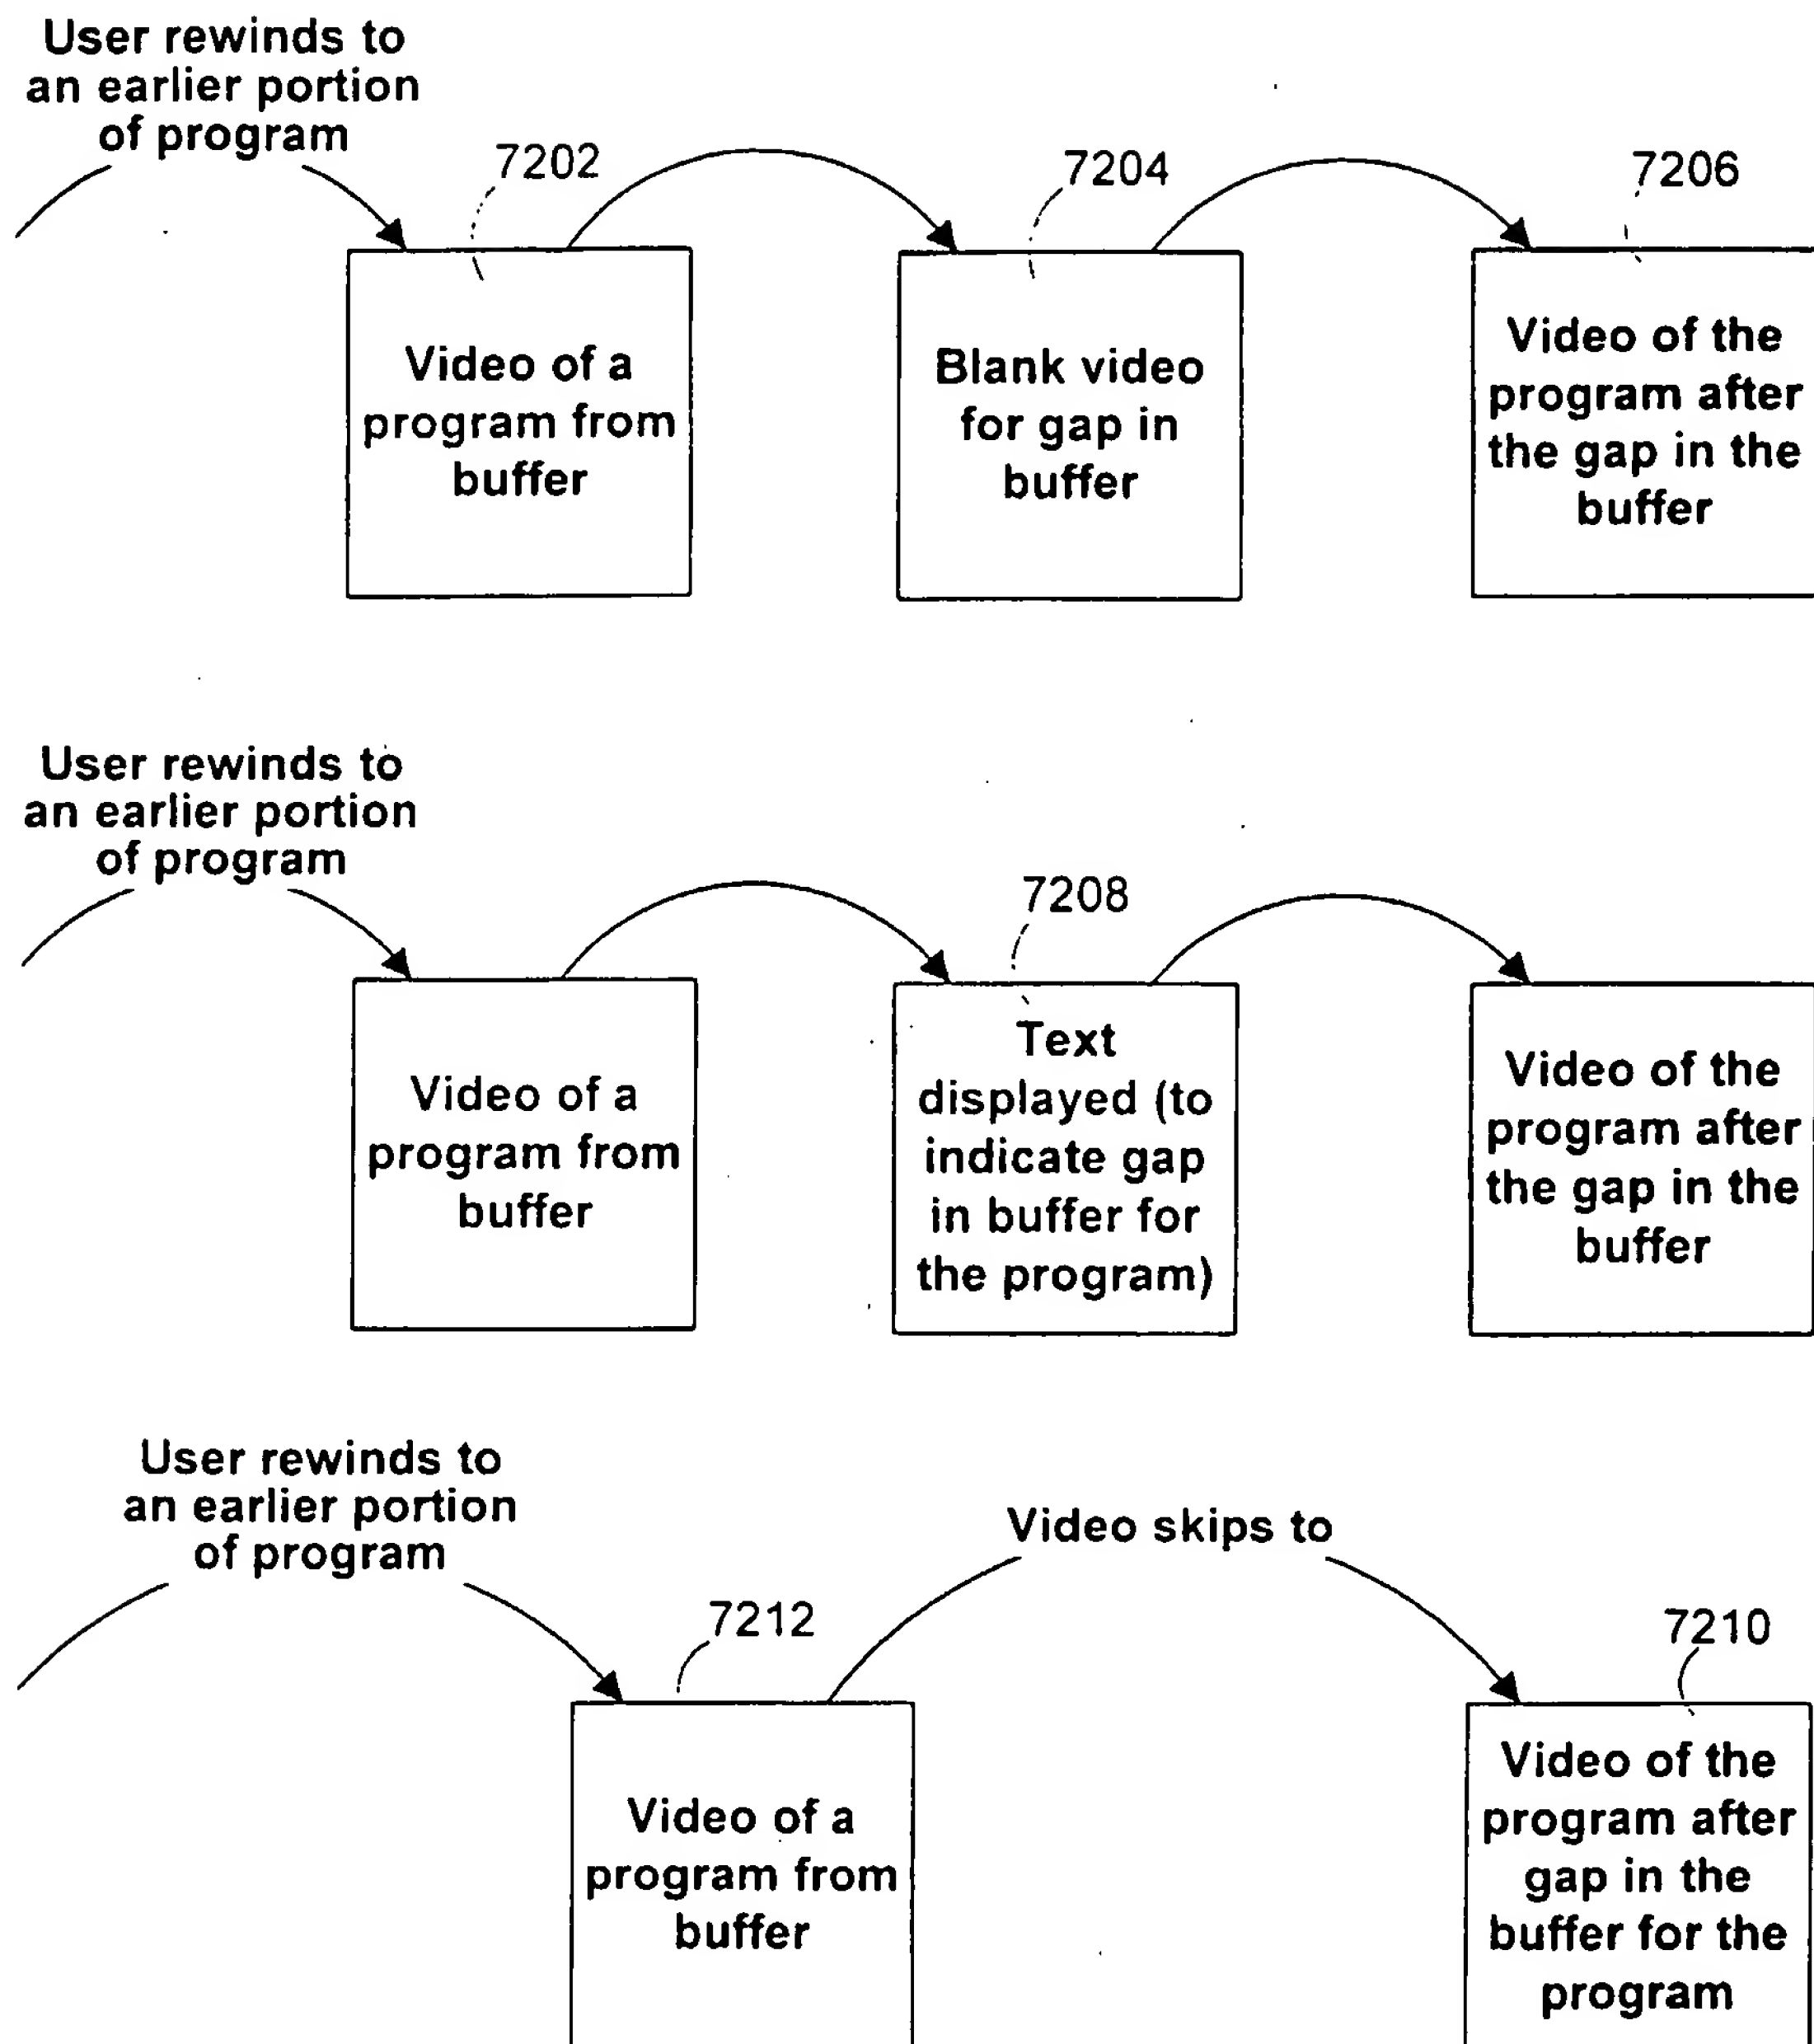 User rewinds to
an earlier portion
of program
7202
7204
7206
Video of a
program from
buffer
Blank video
for gap in
buffer
Video of the
program after
the gap in the
buffer
User rewinds to
an earlier portion
of program
7208
Video of a
program from
buffer
Text
displayed (to
indicate gap
in buffer for
the program)
Video of the
program after
the gap in the
buffer
User rewinds to
an earlier portion
of program
Video skips to
7212
7210
Video of a
program from
buffer
Video of the
program after
gap in the
buffer for the
program